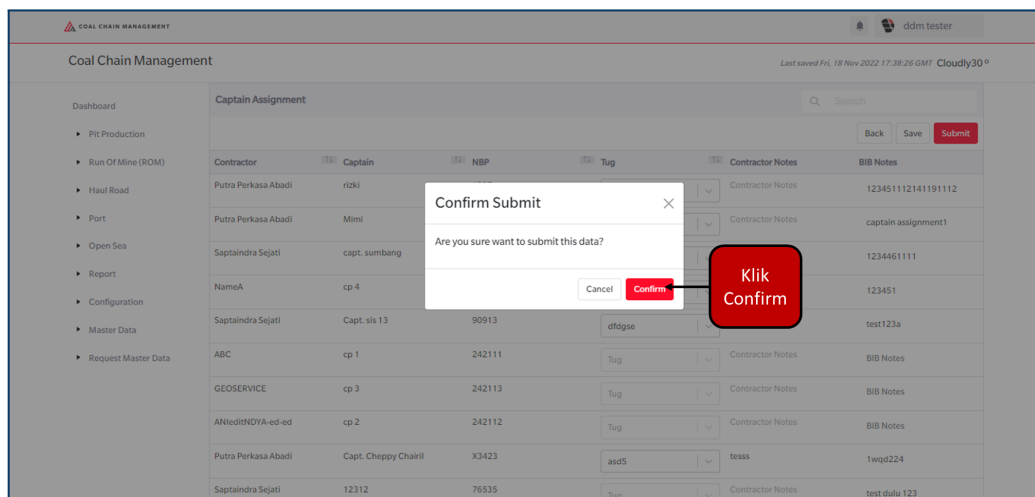 COAL CHAIN MANAGEMENT
ddm tester
Coal Chain Management
Last saved Fri, 18 Nov 2022 17:38:26 GMT Cloudly30°
Dashboard
Pit Production
Run Of Mine (ROM)
Haul Road
Port
Open Sea
Report
Configuration
Master Data
Request Master Data
Captain Assignment
Search
Back Save Submit
Contractor Captain NBP Tug Contractor Notes BIB Notes
Putra Perkasa Abadi rizki Contractor Notes 123451112141191112
Putra Perkasa Abadi Mimi Contractor Notes captain assignment1
Saptaindra Sejati capt. sumbang 1234461111
NameA cp 4 123451
Saptaindra Sejati Capt. sis 13 90913 dfdgse test123a
ABC cp 1 242111 Tug Contractor Notes BIB Notes
GEOSERVICE cp 3 242113 Tug Contractor Notes BIB Notes
ANIeditNDYA-ed-ed cp 2 242112 Tug Contractor Notes BIB Notes
Putra Perkasa Abadi Capt. Cheppy Chairil X3423 asd5 tesss 1wqd224
Saptaindra Sejati 12312 76535 Tug Contractor Notes test dulu 123
Confirm Submit
Are you sure want to submit this data?
Cancel Confirm
Klik
Confirm